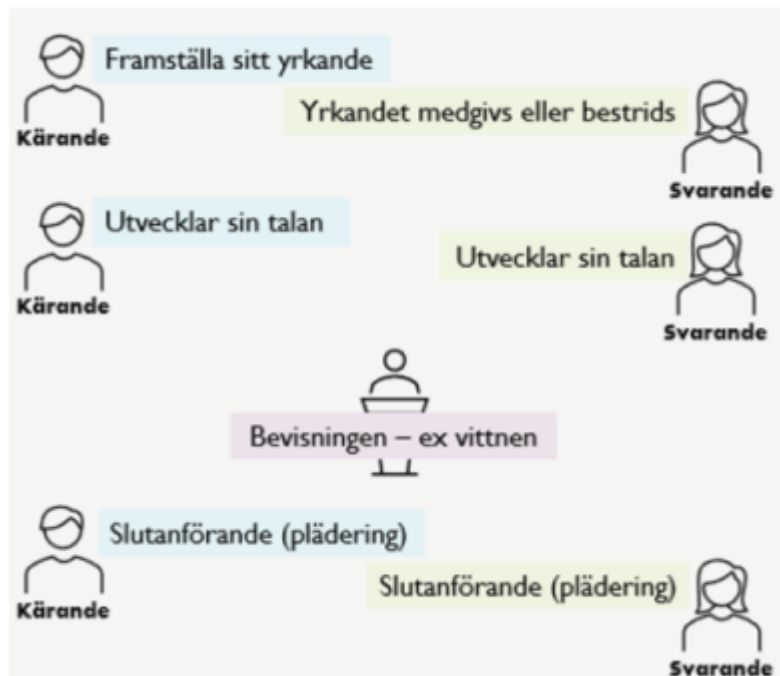 Framställa sitt yrkande
Kärande
Yrkandet medgivs eller bestrids
Svarande
Utvecklar sin talan
Kärande
Utvecklar sin talan
Svarande
Bevisningen – ex vittnen
Slutanförande (plädering)
Kärande
Slutanförande (plädering)
Svarande